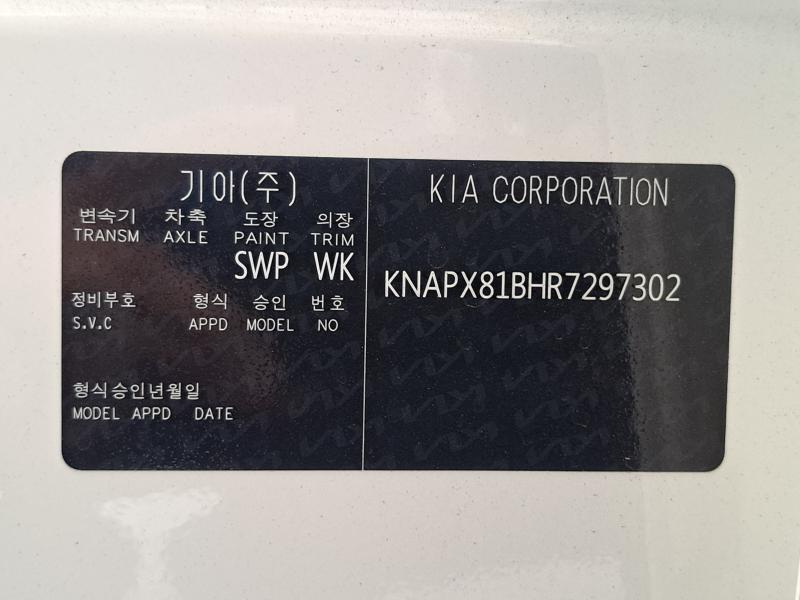 기아(주)
변속기 차축 도장 의장
TRANSM AXLE PAINT TRIM
SWP WK
정비부호 형식 승인 번호
S.V.C APPD MODEL NO
형식승인년월일
MODEL APPD DATE
KIA CORPORATION
KNAPX81BHR7297302